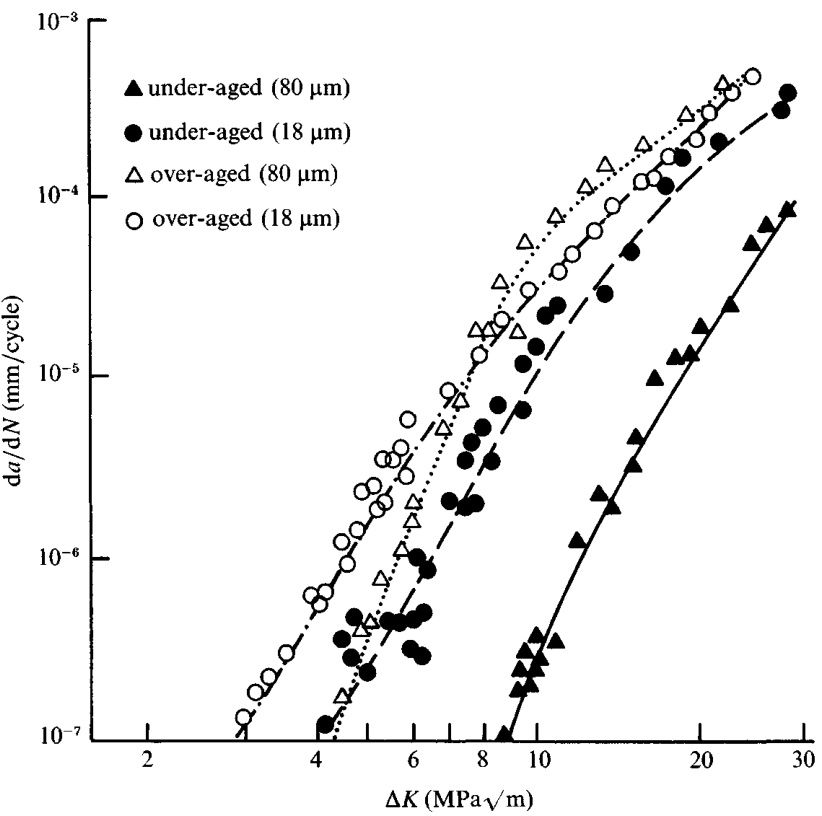 10⁻³
▲ under-aged (80 μm)
● under-aged (18 μm)
△ over-aged (80 μm)
○ over-aged (18 μm)
10⁻⁴
10⁻⁵
10⁻⁶
10⁻⁷
da/dN (mm/cycle)
2 4 6 8 10 20 30
ΔK (MPa√m)